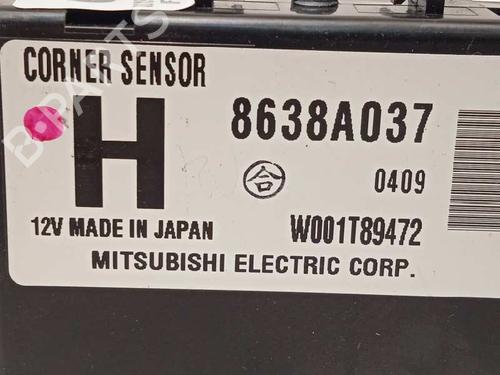 CORNER SENSOR
H
8638A037
合
0409
12V MADE IN JAPAN
W001T89472
MITSUBISHI ELECTRIC CORP.